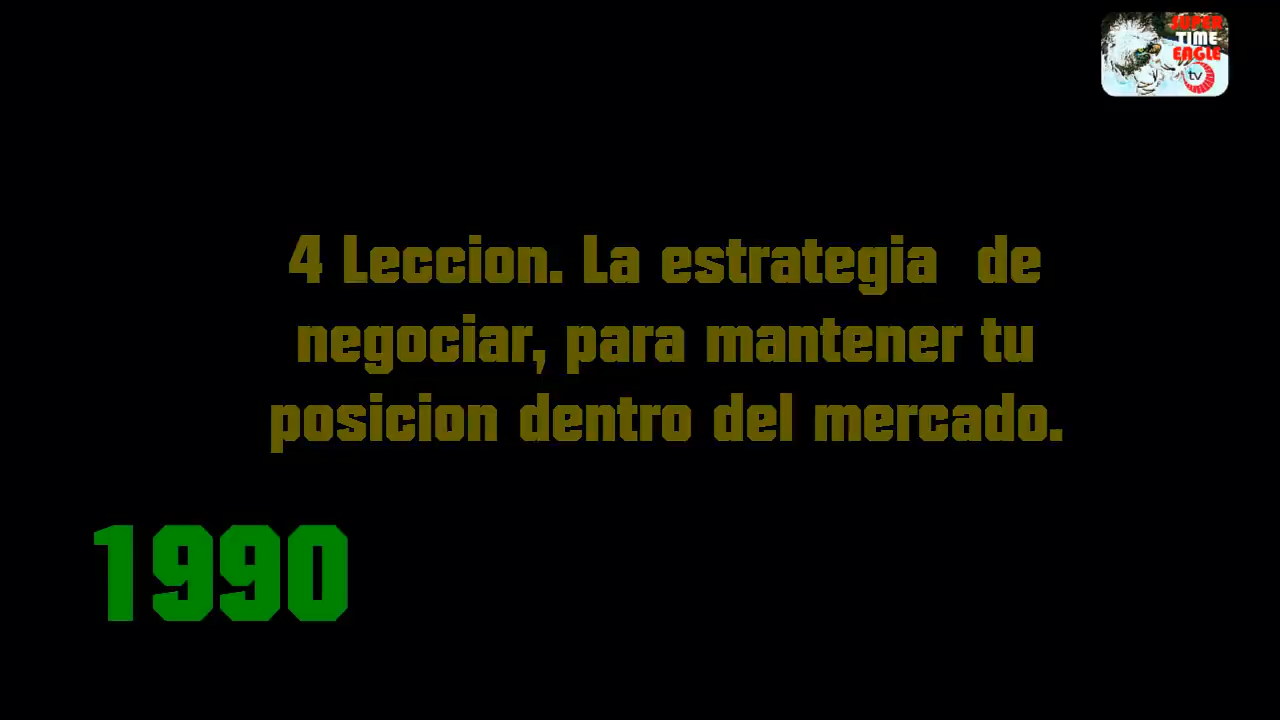 SUPER
TIME
EAGLE
tv
4 Leccion. La estrategia  de
negociar, para mantener tu
posicion dentro del mercado.
1990